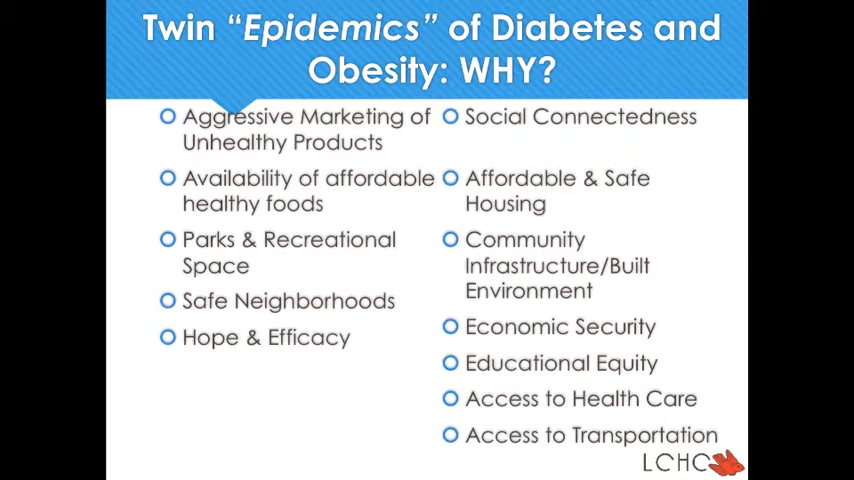 Twin “Epidemics” of Diabetes and
Obesity: WHY?
Aggressive Marketing of
Unhealthy Products
Availability of affordable
healthy foods
Parks & Recreational
Space
Safe Neighborhoods
Hope & Efficacy
Social Connectedness
Affordable & Safe
Housing
Community
Infrastructure/Built
Environment
Economic Security
Educational Equity
Access to Health Care
Access to Transportation
LCHC